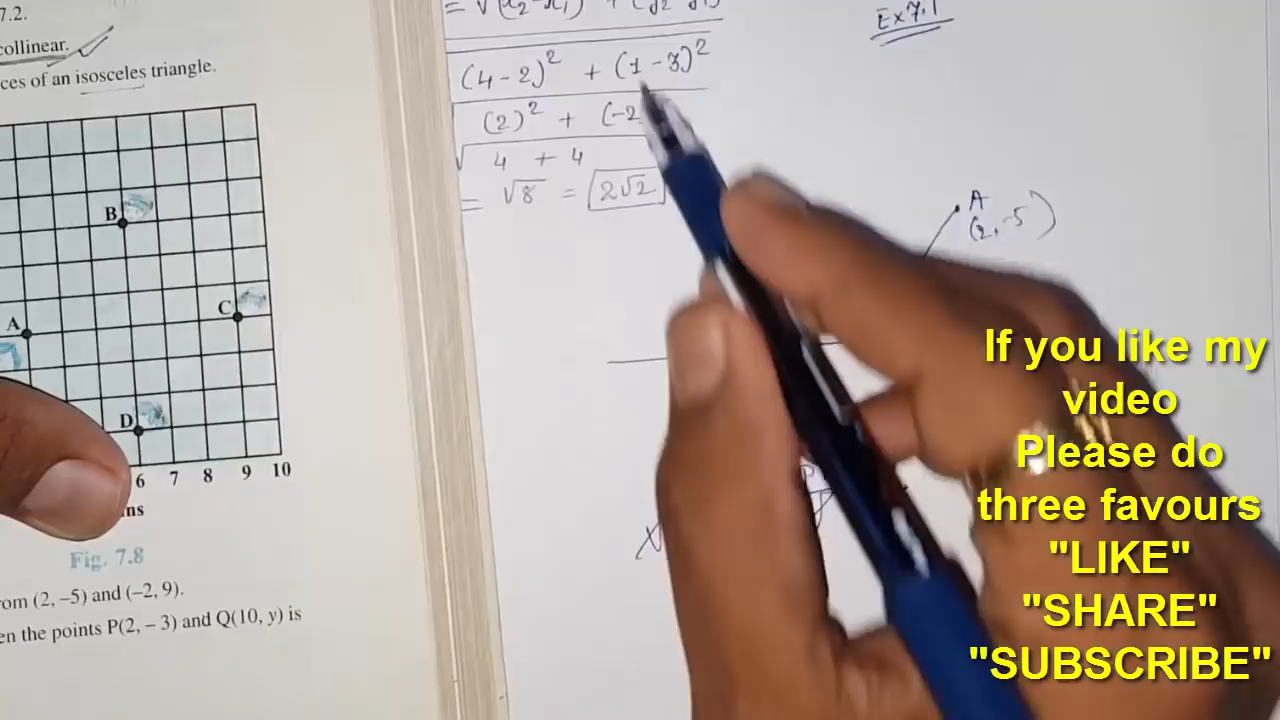 7.2.
collinear.
ces of an isosceles triangle.
B
A
C
D
6 7 8 9 10
ns
Fig. 7.8
rom (2, –5) and (–2, 9).
en the points P(2, – 3) and Q(10, y) is
= √(x₂-x₁)
Ex 7.1
(4-2)² + (1-3)²
(2)² + (-2
√ 4 + 4
= √8 = 2√2
A
(2, -5)
If you like my
video
Please do
three favours
"LIKE"
"SHARE"
"SUBSCRIBE"